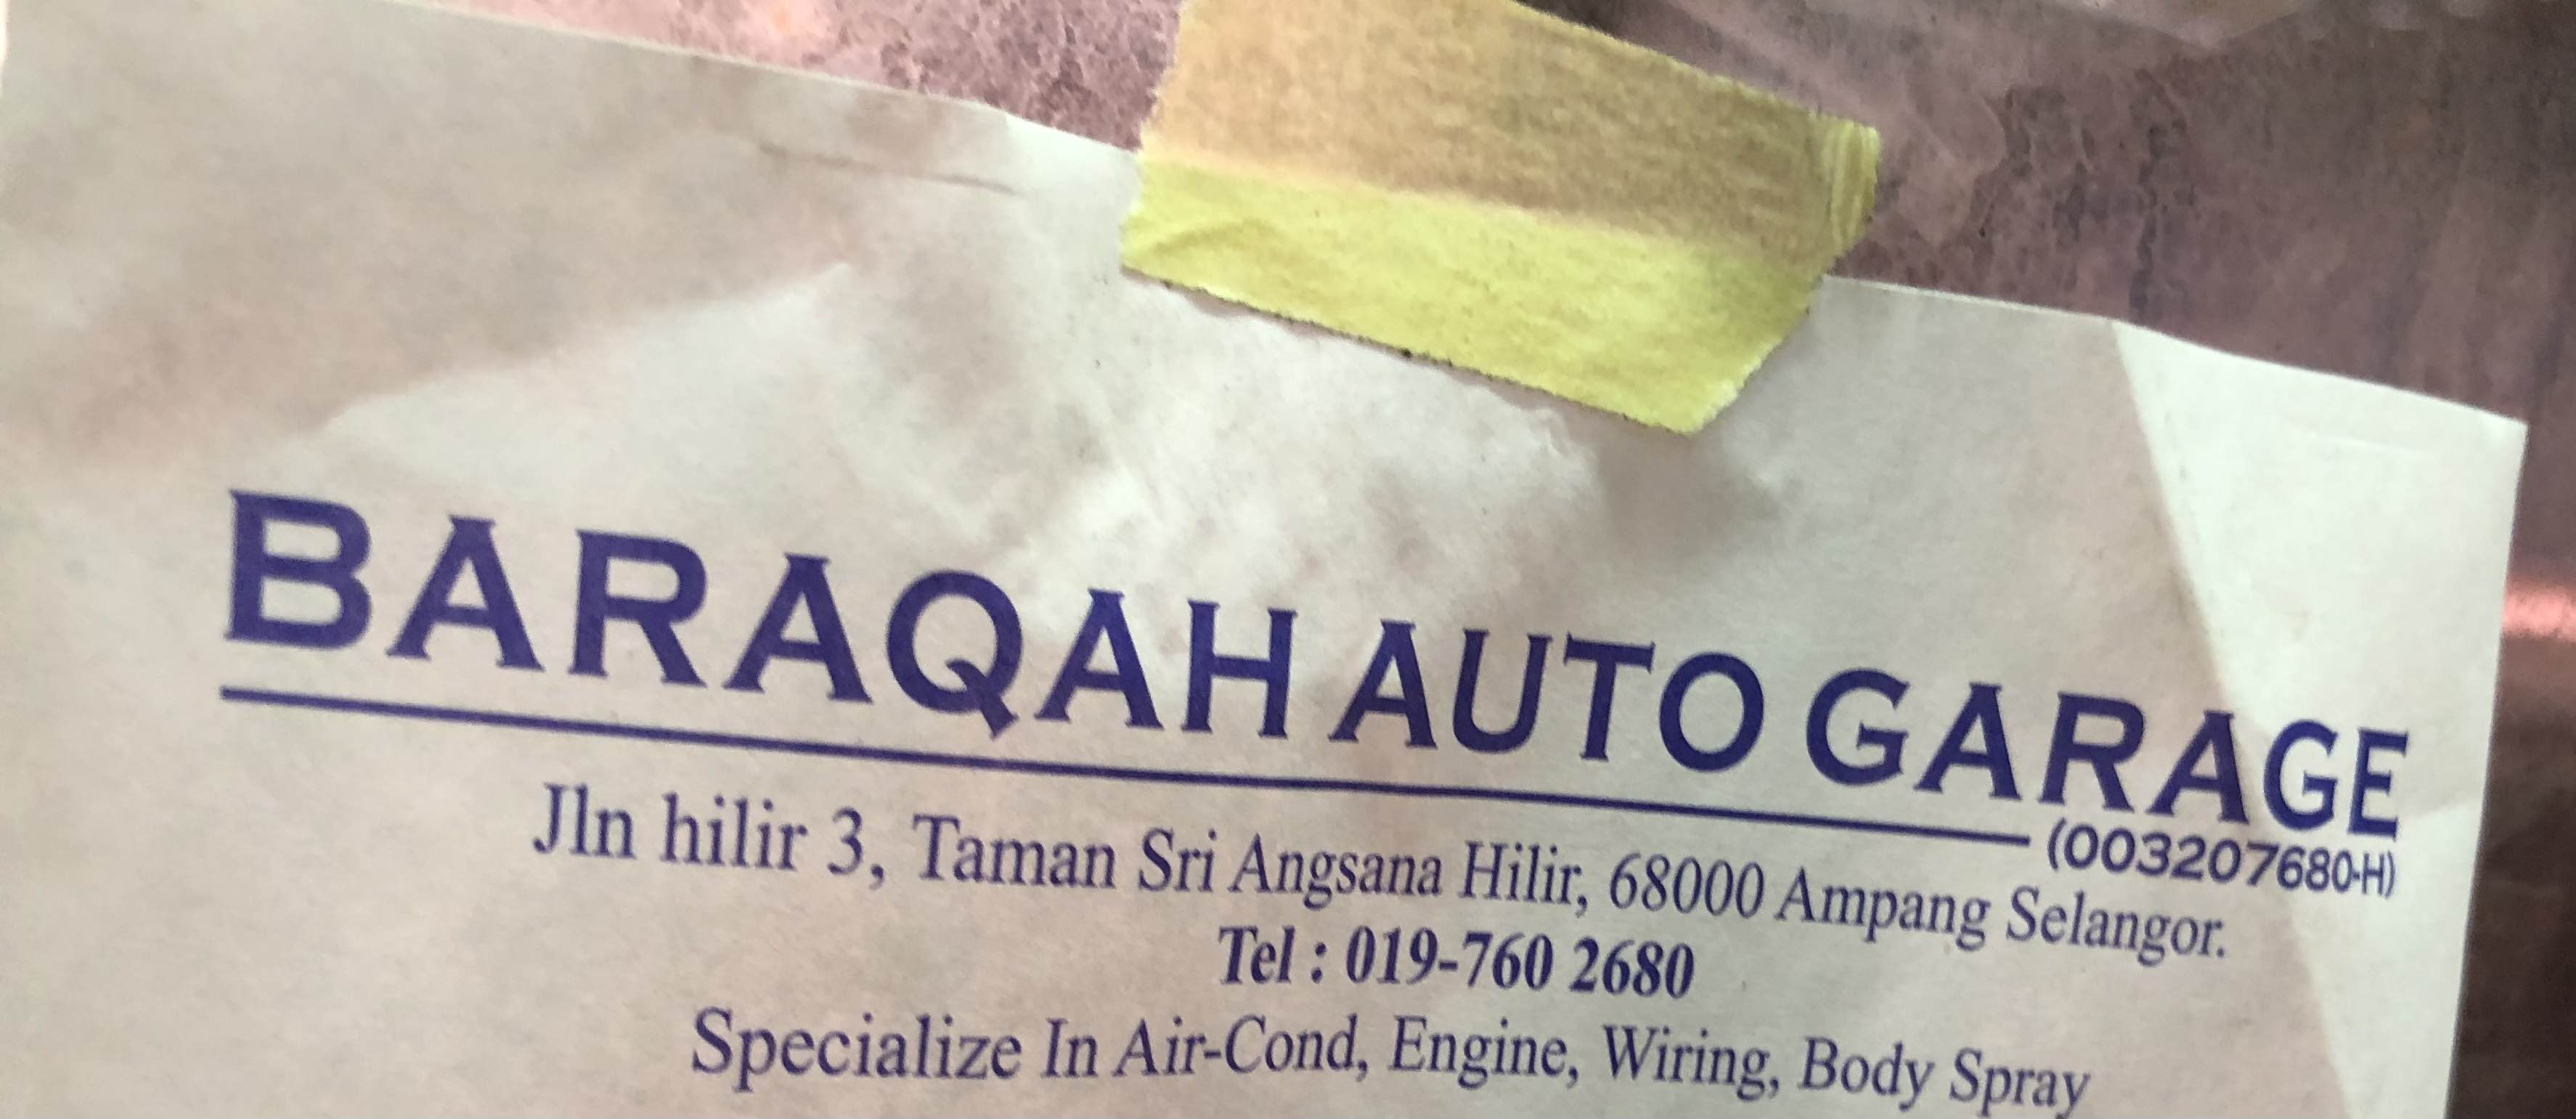 BARAQAH AUTO GARAGE
(003207680-H)
Jln hilir 3, Taman Sri Angsana Hilir, 68000 Ampang Selangor.
Tel : 019-760 2680
Specialize In Air-Cond, Engine, Wiring, Body Spray